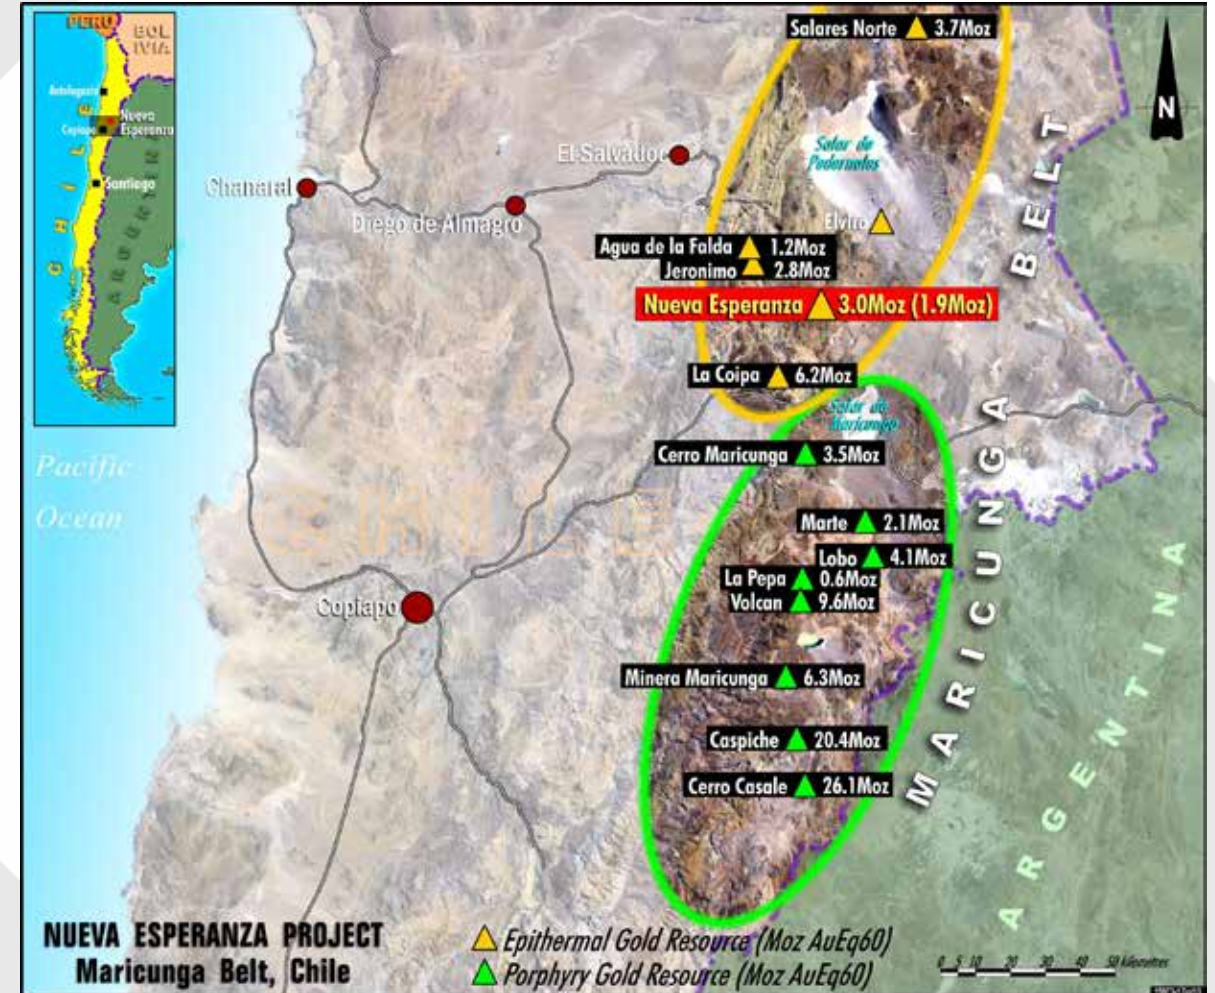 PERU
BOL
IVIA
Antofagasta
Nueva
Esperanza
Copiapo
Santiago
CHILE
ARGENTINA
Salares Norte 3.7Moz
N
Salar de
Pedernales
El Salvador
Chanaral
Diego de Almagro
Elvira
Agua de la Falda 1.2Moz
Jeronimo 2.8Moz
Nueva Esperanza 3.0Moz (1.9Moz)
La Coipa 6.2Moz
Salar de
Maricunga
MARICUNGA BELT
Cerro Maricunga 3.5Moz
Pacific
Ocean
CHILE
Marte 2.1Moz
Lobo 4.1Moz
La Pepa 0.6Moz
Volcan 9.6Moz
Copiapo
ARGENTINA
Minera Maricunga 6.3Moz
Caspiche 20.4Moz
Cerro Casale 26.1Moz
NUEVA ESPERANZA PROJECT
Maricunga Belt, Chile
Epithermal Gold Resource (Moz AuEq60)
Porphyry Gold Resource (Moz AuEq60)
0 5 10 20 30 40 50 kilometres